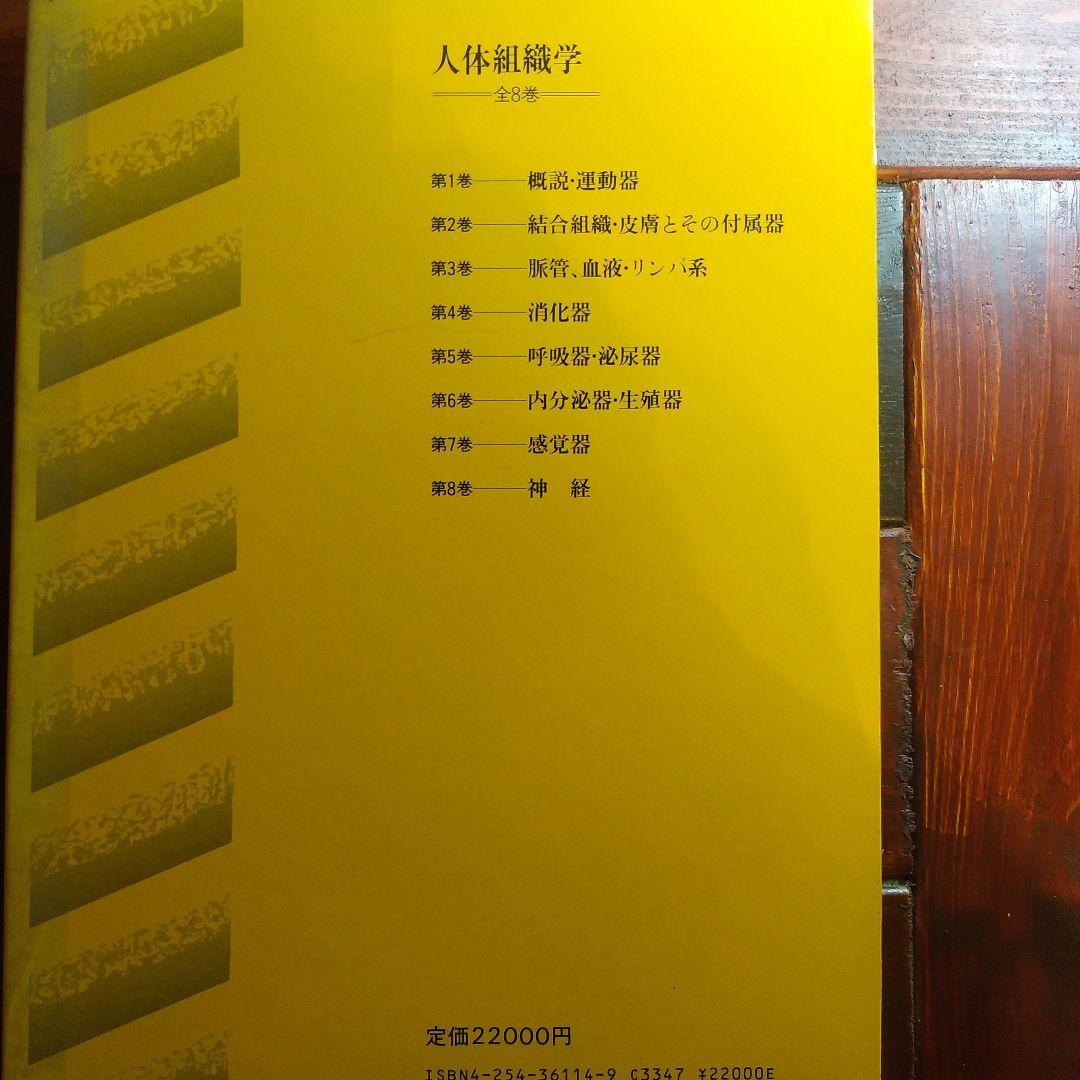 人体組織学
全8巻
第1巻――概説・運動器
第2巻――結合組織・皮膚とその付属器
第3巻――脈管、血液・リンパ系
第4巻――消化器
第5巻――呼吸器・泌尿器
第6巻――内分泌器・生殖器
第7巻――感覚器
第8巻――神　経
定価22000円
ISBN4-254-36114-9 C3347 ¥22000E